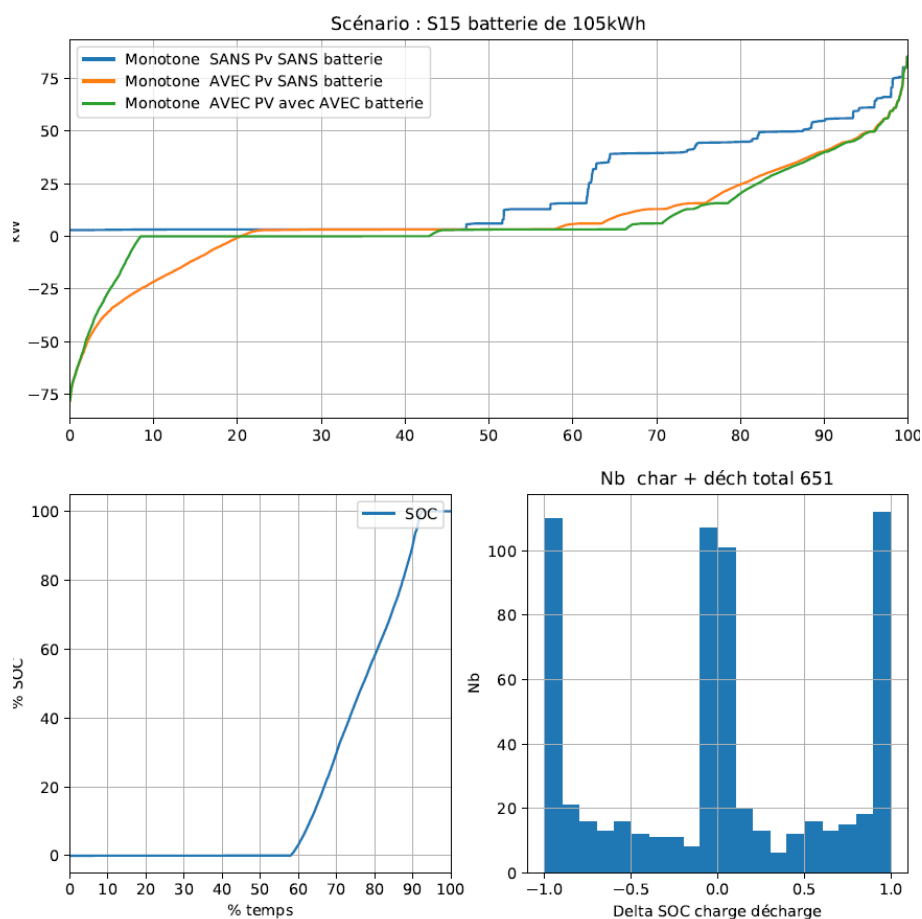 Scénario : S15 batterie de 105kWh
Monotone SANS Pv SANS batterie
Monotone AVEC Pv SANS batterie
Monotone AVEC PV avec AVEC batterie
kW
75
50
25
0
−25
−50
−75
0 10 20 30 40 50 60 70 80 90 100
SOC
% SOC
100
80
60
40
20
0
0 10 20 30 40 50 60 70 80 90 100
% temps
Nb char + déch total 651
Nb
100
80
60
40
20
0
−1.0 −0.5 0.0 0.5 1.0
Delta SOC charge décharge